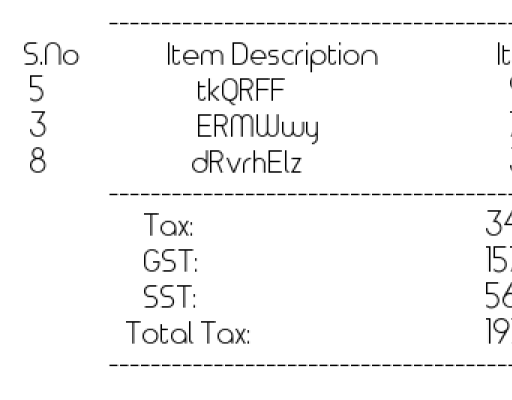 S.No Item Description
5 tkQRFF
3 ERMWwy
8 dRvrhElz
Tax:
GST:
SST:
Total Tax: